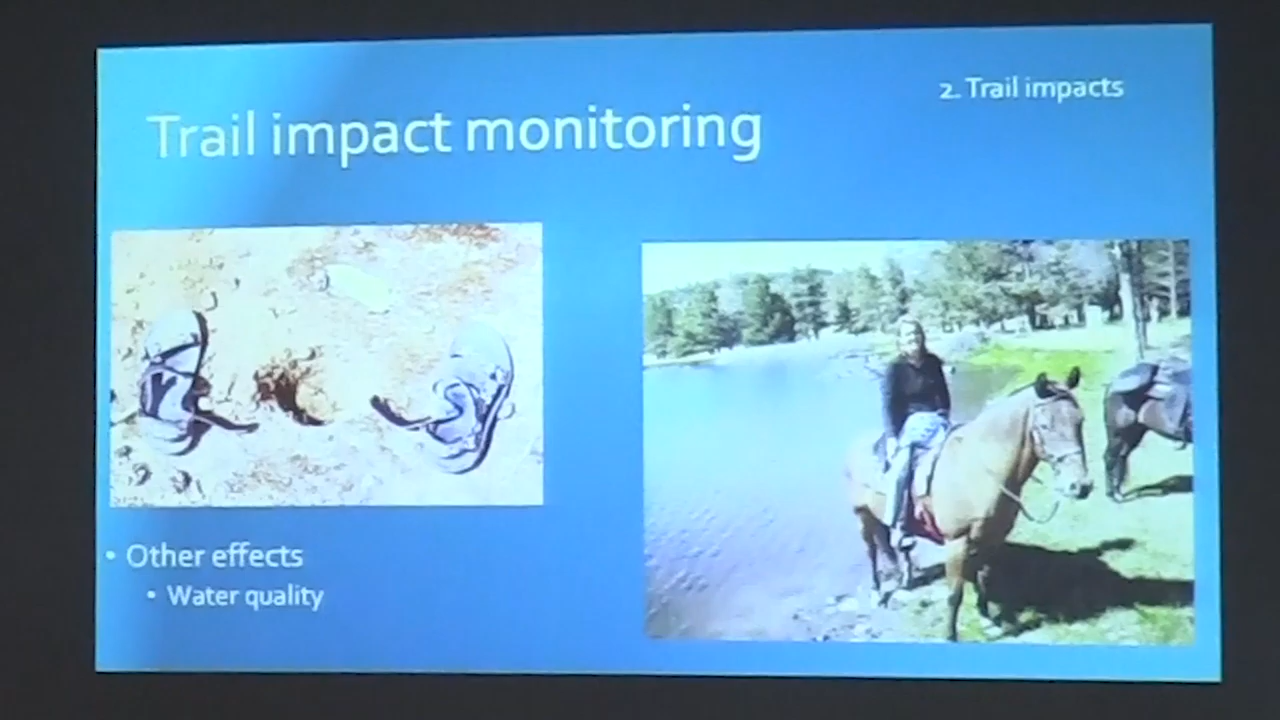 2. Trail impacts
Trail impact monitoring
• Other effects
• Water quality